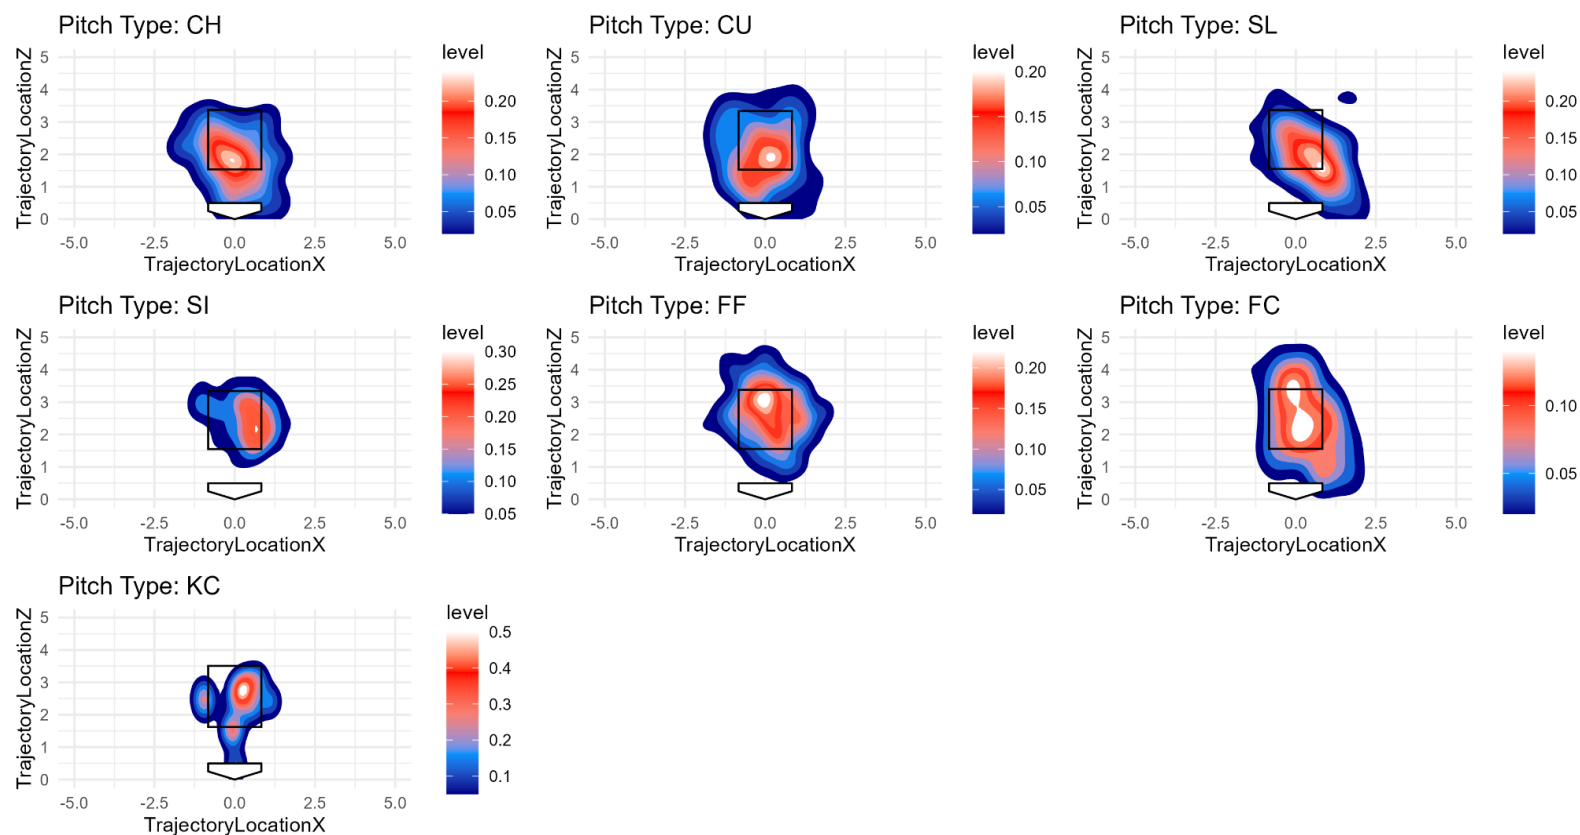 Pitch Type: CH
TrajectoryLocationZ
5
4
3
2
1
0
-5.0 -2.5 0.0 2.5 5.0
TrajectoryLocationX
level
0.20
0.15
0.10
0.05
Pitch Type: CU
TrajectoryLocationZ
5
4
3
2
1
0
-5.0 -2.5 0.0 2.5 5.0
TrajectoryLocationX
level
0.20
0.15
0.10
0.05
Pitch Type: SL
TrajectoryLocationZ
5
4
3
2
1
0
-5.0 -2.5 0.0 2.5 5.0
TrajectoryLocationX
level
0.20
0.15
0.10
0.05
Pitch Type: SI
TrajectoryLocationZ
5
4
3
2
1
0
-5.0 -2.5 0.0 2.5 5.0
TrajectoryLocationX
level
0.30
0.25
0.20
0.15
0.10
0.05
Pitch Type: FF
TrajectoryLocationZ
5
4
3
2
1
0
-5.0 -2.5 0.0 2.5 5.0
TrajectoryLocationX
level
0.20
0.15
0.10
0.05
Pitch Type: FC
TrajectoryLocationZ
5
4
3
2
1
0
-5.0 -2.5 0.0 2.5 5.0
TrajectoryLocationX
level
0.10
0.05
Pitch Type: KC
TrajectoryLocationZ
5
4
3
2
1
0
-5.0 -2.5 0.0 2.5 5.0
TrajectoryLocationX
level
0.5
0.4
0.3
0.2
0.1